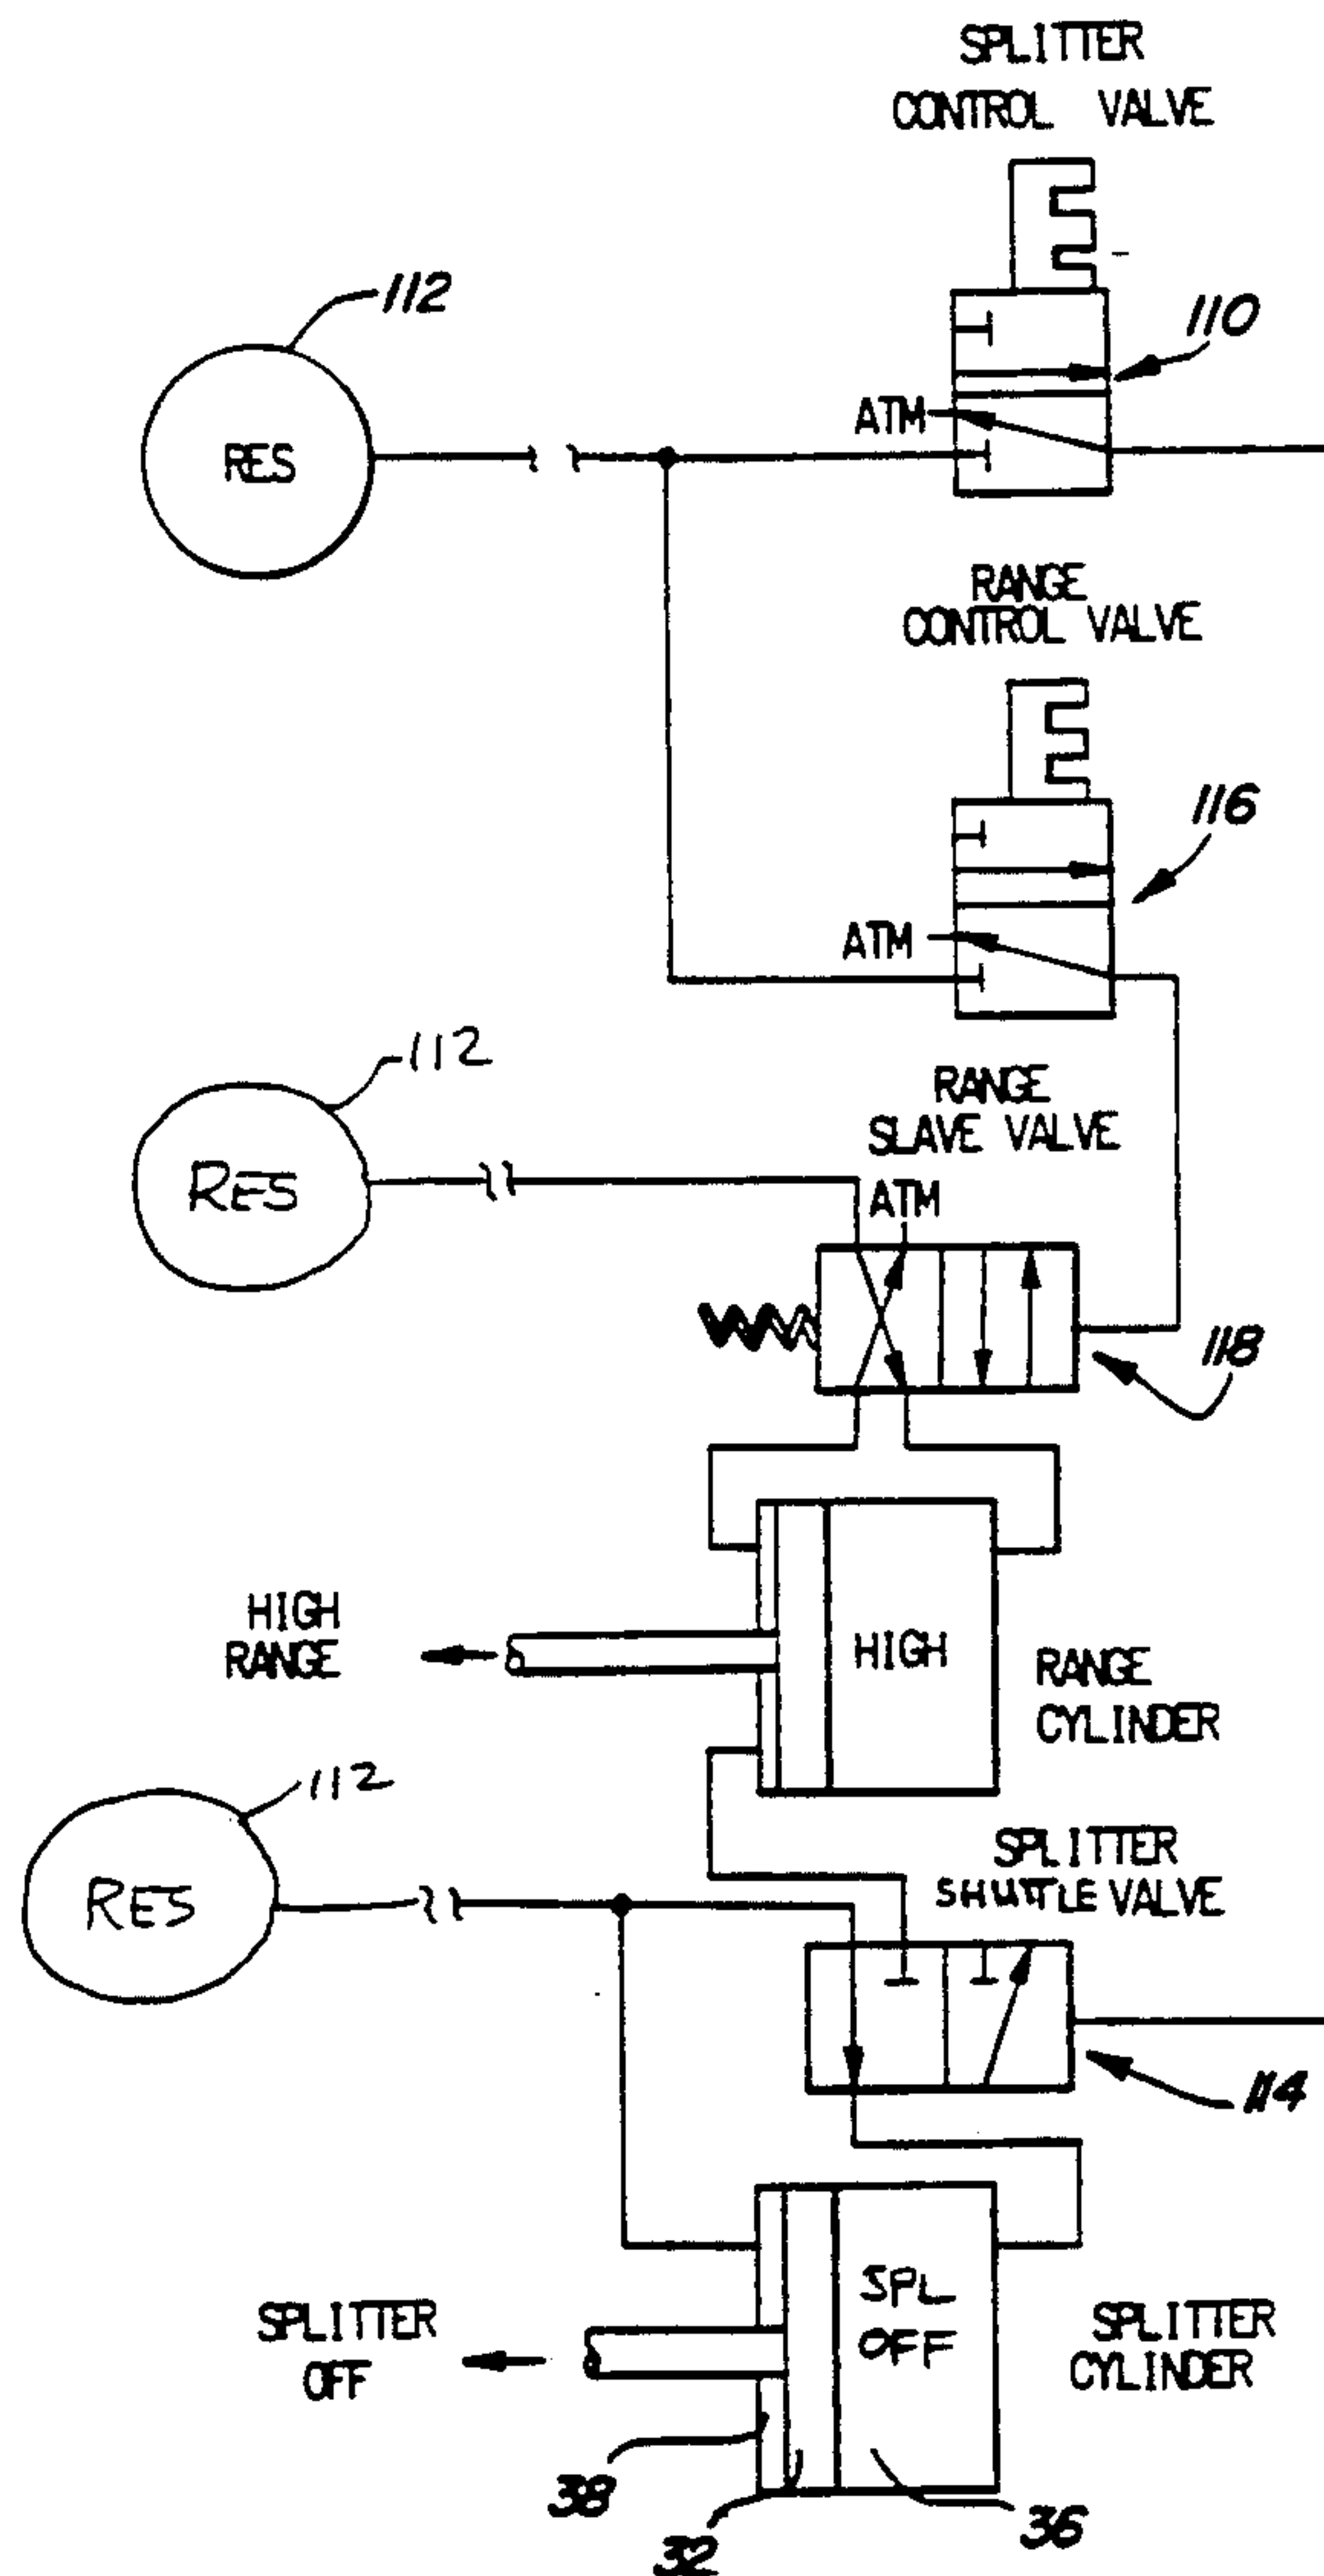 SPLITTER
CONTROL VALVE
112
110
ATM
RES
RANGE
CONTROL VALVE
116
ATM
112
RANGE
SLAVE VALVE
RES
ATM
118
HIGH
RANGE
HIGH
RANGE
CYLINDER
112
SPLITTER
SHUTTLE VALVE
RES
114
SPL
OFF
SPLITTER
OFF
SPLITTER
CYLINDER
38
32
36